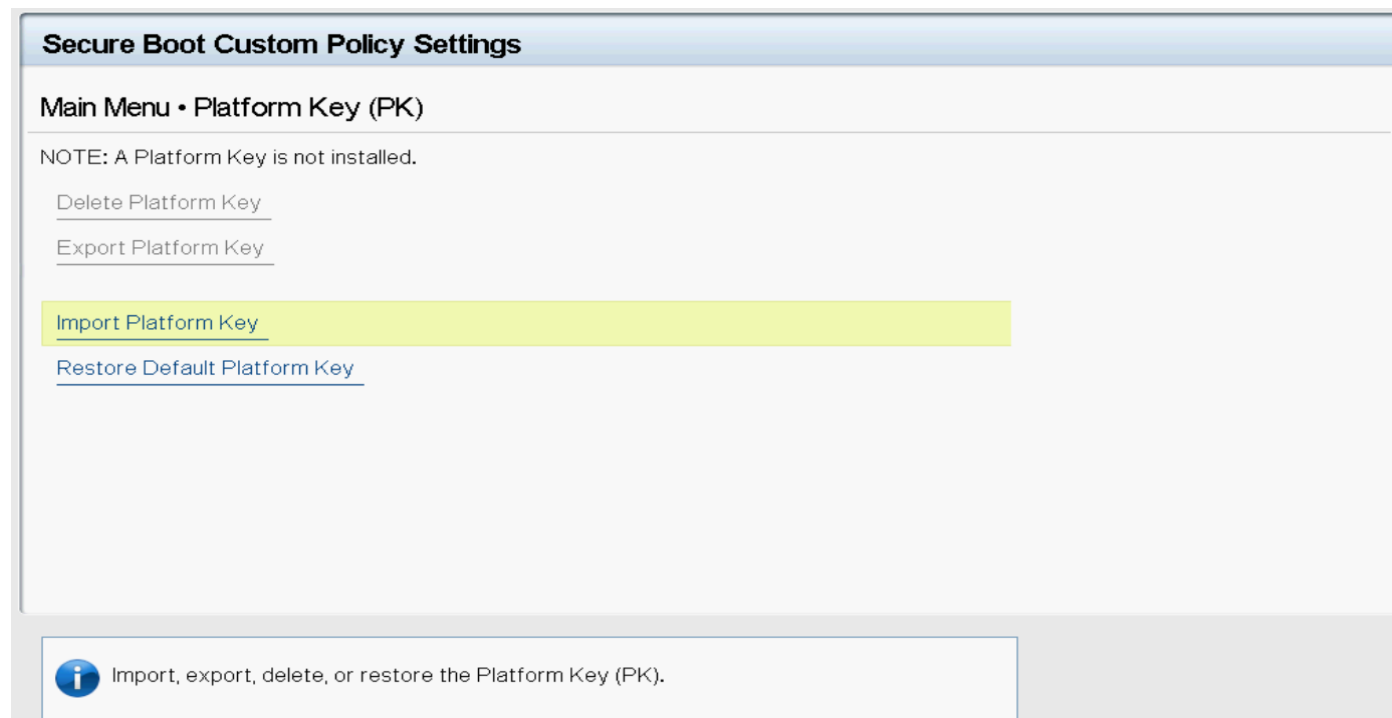 Secure Boot Custom Policy Settings
Main Menu • Platform Key (PK)
NOTE: A Platform Key is not installed.
Delete Platform Key
Export Platform Key
Import Platform Key
Restore Default Platform Key
Import, export, delete, or restore the Platform Key (PK).